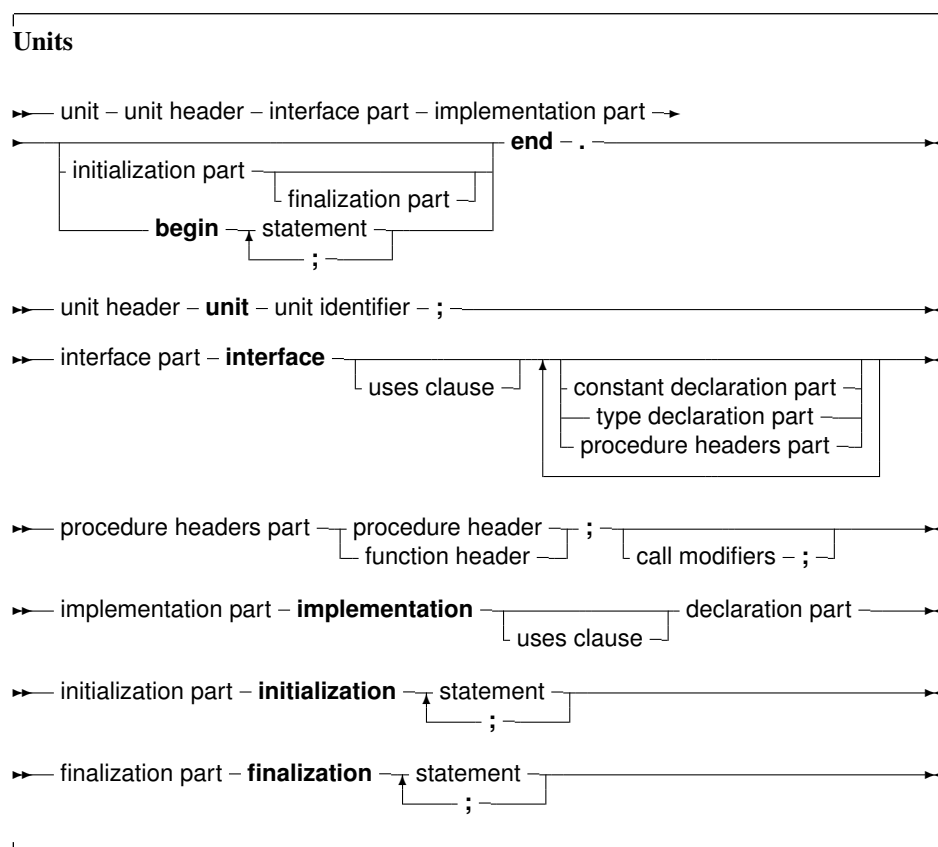 Units
unit – unit header – interface part – implementation part
end – .
initialization part
finalization part
begin – statement
;
unit header – unit – unit identifier – ;
interface part – interface
uses clause
constant declaration part
type declaration part
procedure headers part
procedure headers part – procedure header – ;
function header
call modifiers – ;
implementation part – implementation – declaration part
uses clause
initialization part – initialization – statement
;
finalization part – finalization – statement
;